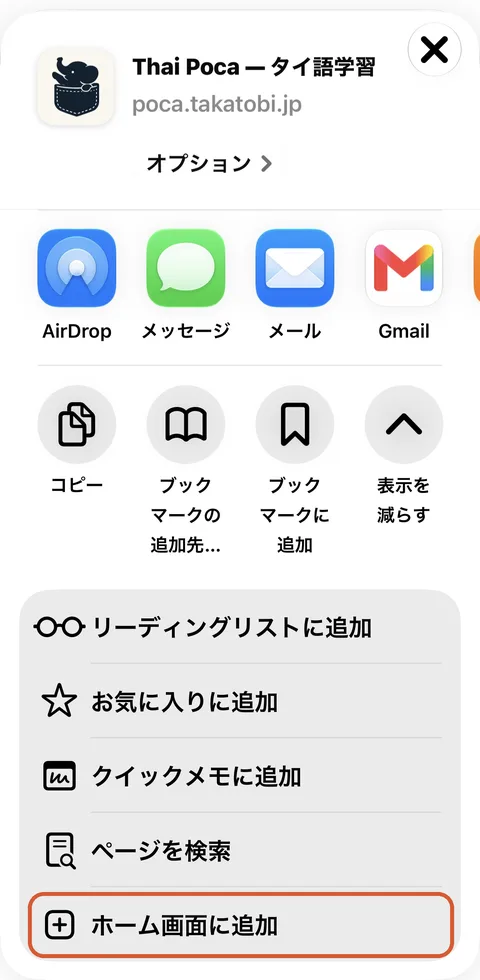 Thai Poca — タイ語学習
poca.takatobi.jp
オプション
AirDrop
メッセージ
メール
Gmail
コピー
ブック
マークの
追加先...
ブック
マークに
追加
表示を
減らす
リーディングリストに追加
お気に入りに追加
クイックメモに追加
ページを検索
ホーム画面に追加